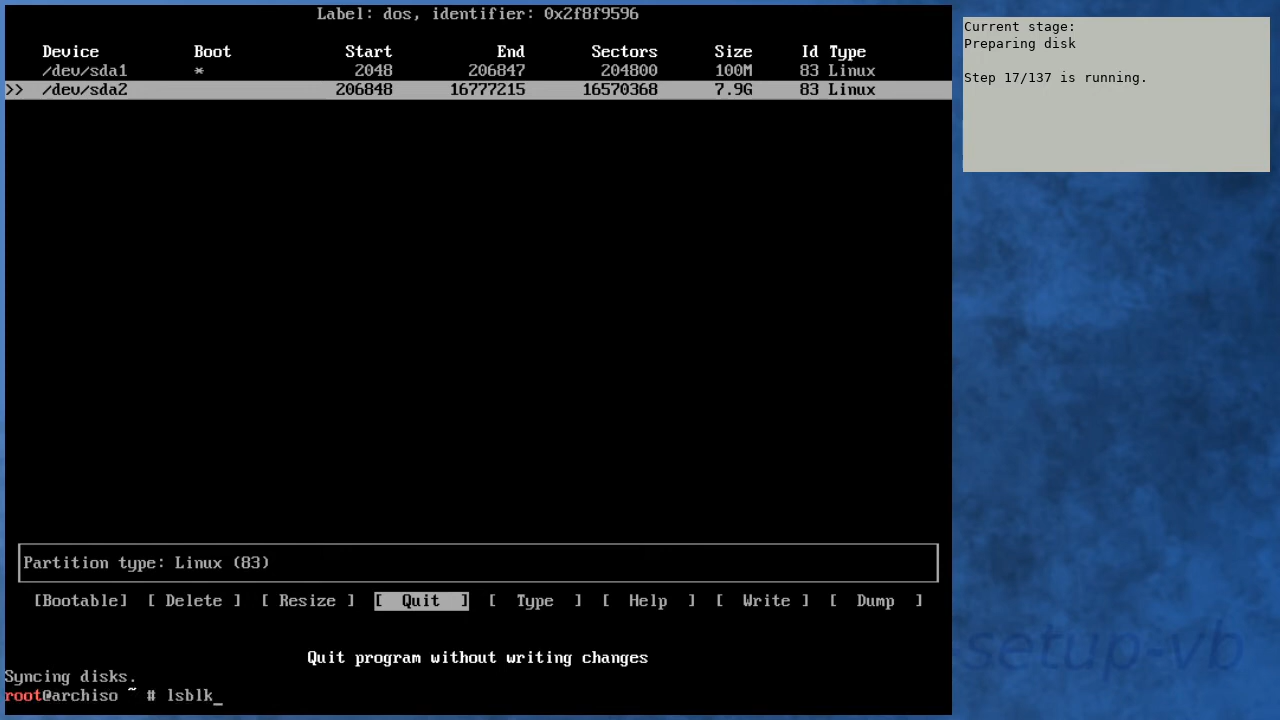 Label: dos, identifier: 0x2f8f9596
Device Boot Start End Sectors Size Id Type
/dev/sda1 * 2048 206847 204800 100M 83 Linux
>> /dev/sda2 206848 16777215 16570368 7.9G 83 Linux
Partition type: Linux (83)
[Bootable] [ Delete ] [ Resize ] [ Quit ] [ Type ] [ Help ] [ Write ] [ Dump ]
Quit program without writing changes
Syncing disks.
root@archiso ~ # lsblk_
Current stage:
Preparing disk
Step 17/137 is running.
setup-vb